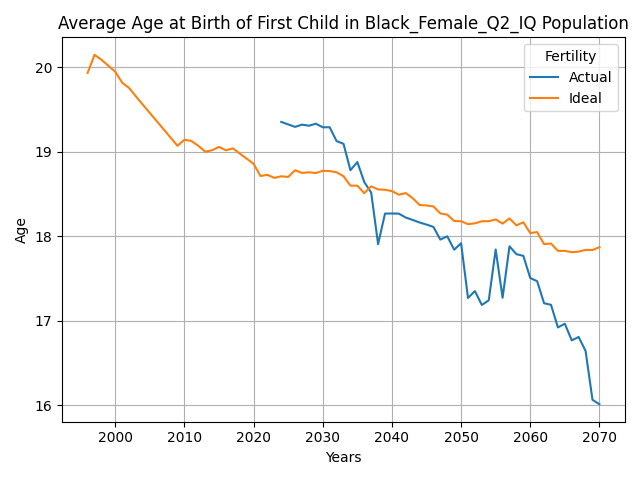 Average Age at Birth of First Child in Black_Female_Q2_IQ Population
Fertility
Actual
Ideal
Age
20
19
18
17
16
2000
2010
2020
2030
2040
2050
2060
2070
Years